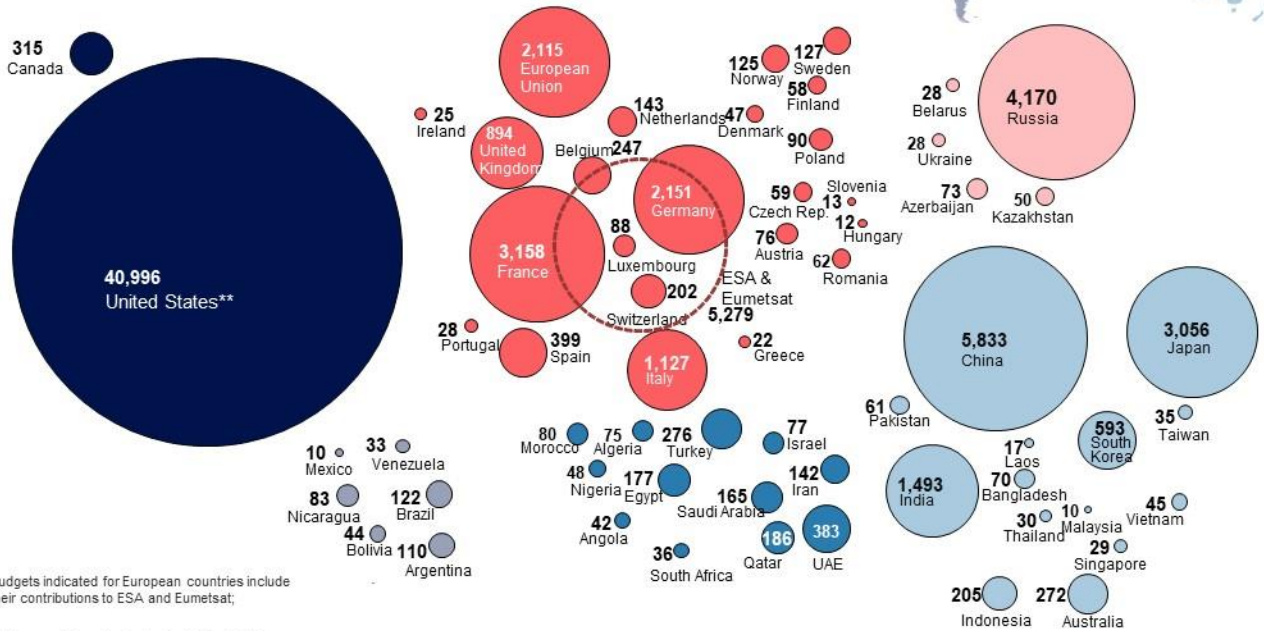 315
Canada
40,996
United States**
2,115
European
Union
25
Ireland
894
United
Kingdom
143
Netherlands
Belgium 247
125
Norway
127
Sweden
58
Finland
47
Denmark
90
Poland
2,151
Germany
3,158
France
88
Luxembourg
202
Switzerland
ESA &
Eumetsat
5,279
59
Czech Rep.
Slovenia
13
12
Hungary
76
Austria
62
Romania
28
Portugal
399
Spain
1,127
Italy
22
Greece
28
Belarus
4,170
Russia
28
Ukraine
73
Azerbaijan
50
Kazakhstan
5,833
China
3,056
Japan
61
Pakistan
35
Taiwan
593
South
Korea
17
Laos
1,493
India
70
Bangladesh
30
Thailand
10
Malaysia
45
Vietnam
29
Singapore
205
Indonesia
272
Australia
10
Mexico
33
Venezuela
83
Nicaragua
122
Brazil
44
Bolivia
110
Argentina
80
Morocco
75
Algeria
276
Turkey
77
Israel
48
Nigeria
177
Egypt
165
Saudi Arabia
142
Iran
42
Angola
36
South Africa
186
Qatar
383
UAE
udgets indicated for European countries include
eir contributions to ESA and Eumetsat;